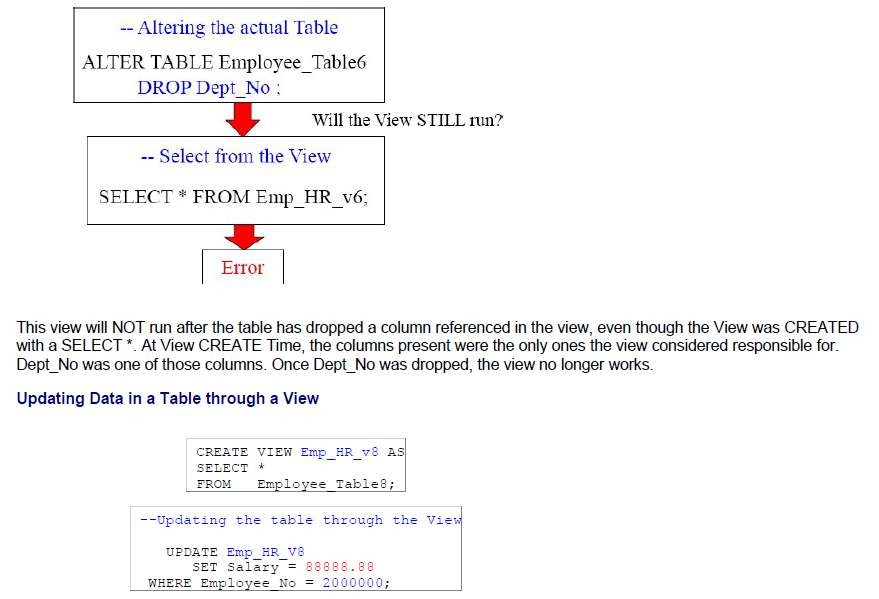 -- Altering the actual Table
ALTER TABLE Employee_Table6
DROP Dept_No ;
Will the View STILL run?
-- Select from the View
SELECT * FROM Emp_HR_v6;
Error
This view will NOT run after the table has dropped a column referenced in the view, even though the View was CREATED
with a SELECT *. At View CREATE Time, the columns present were the only ones the view considered responsible for.
Dept_No was one of those columns. Once Dept_No was dropped, the view no longer works.
Updating Data in a Table through a View
CREATE VIEW Emp_HR_v8 AS
SELECT *
FROM Employee_Table8;
--Updating the table through the View
UPDATE Emp_HR_V8
SET Salary = 88888.88
WHERE Employee_No = 2000000;